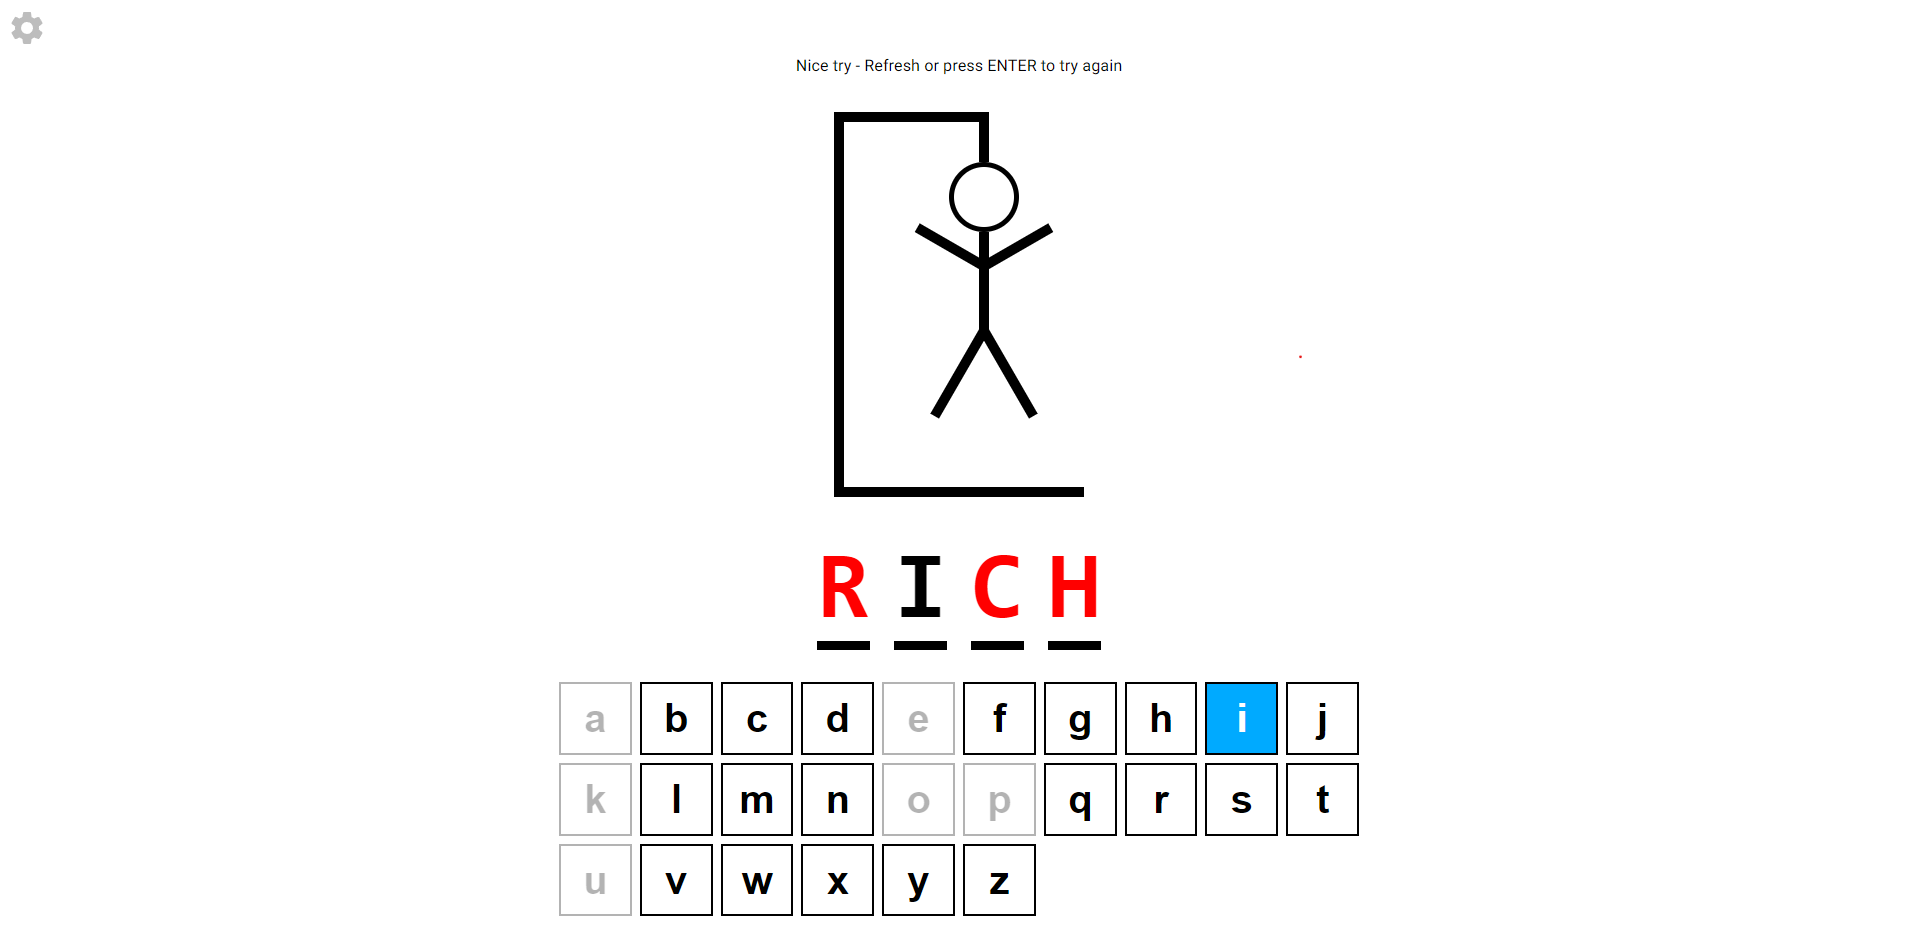 Nice try - Refresh or press ENTER to try again
R I C H
a b c d e f g h i j
k l m n o p q r s t
u v w x y z